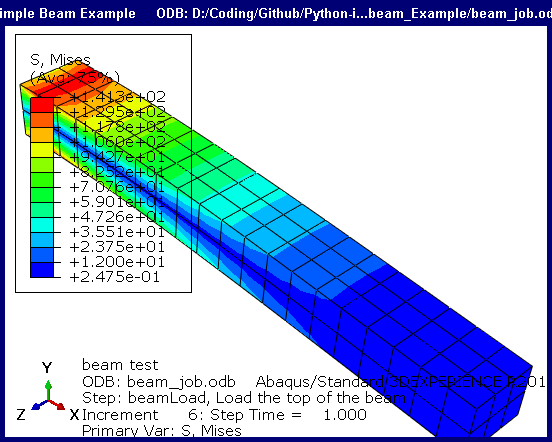 imple Beam Example ODB: D:/Coding/Github/Python-i...beam_Example/beam_job.od
S, Mises
(Avg: 75%)
+1.413e+02
+1.295e+02
+1.178e+02
+1.060e+02
+9.427e+01
+8.252e+01
+7.076e+01
+5.901e+01
+4.726e+01
+3.551e+01
+2.375e+01
+1.200e+01
+2.475e-01
Y
Z X
beam test
ODB: beam_job.odb Abaqus/Standard 3DEXPERIENCE R201
Step: beamLoad, Load the top of the beam
Increment 6: Step Time = 1.000
Primary Var: S, Mises